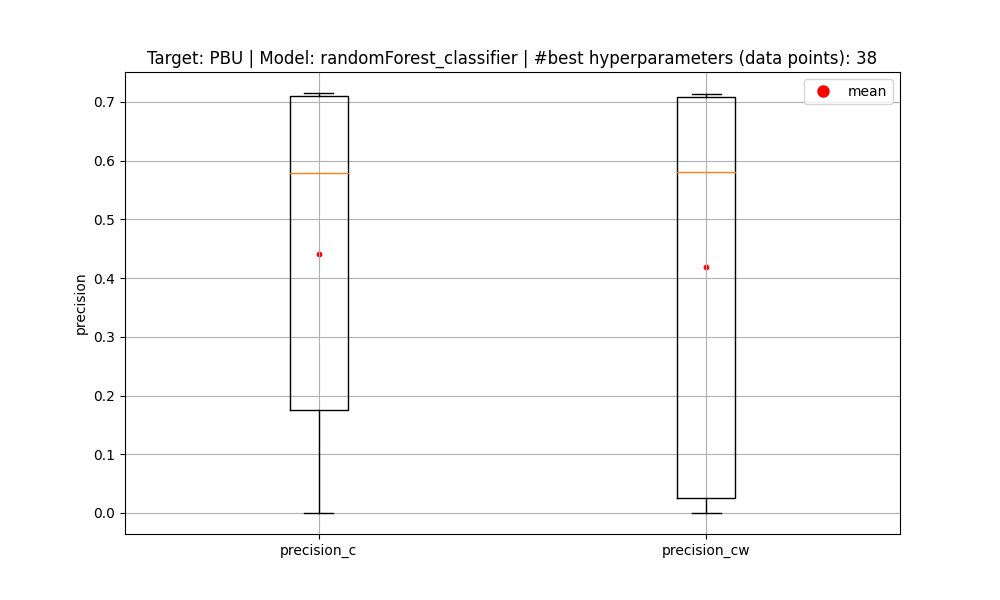 Target: PBU | Model: randomForest_classifier | #best hyperparameters (data points): 38
mean
0.7
0.6
0.5
0.4
0.3
0.2
0.1
0.0
precision
precision_c
precision_cw